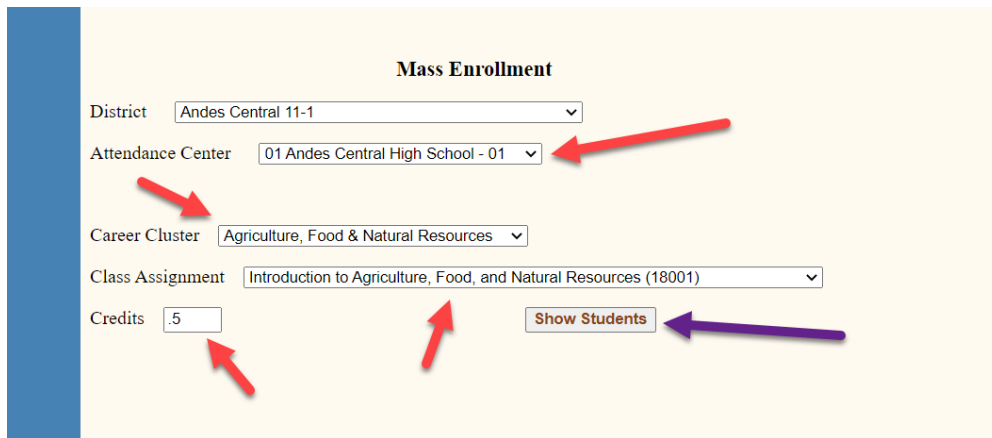 Mass Enrollment
District Andes Central 11-1
Attendance Center 01 Andes Central High School - 01
Career Cluster Agriculture, Food & Natural Resources
Class Assignment Introduction to Agriculture, Food, and Natural Resources (18001)
Credits .5 Show Students